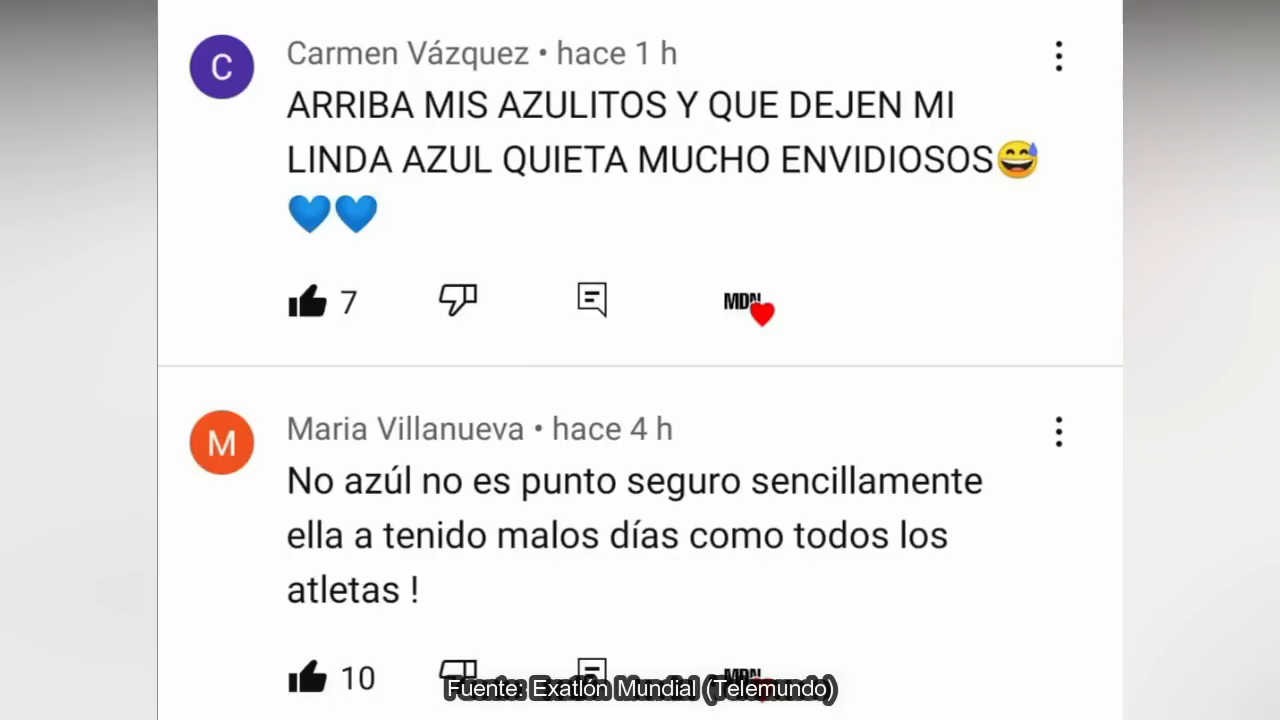 C
Carmen Vázquez • hace 1 h
ARRIBA MIS AZULITOS Y QUE DEJEN MI
LINDA AZUL QUIETA MUCHO ENVIDIOSOS😅
💙💙
7
MDN
M
Maria Villanueva • hace 4 h
No azúl no es punto seguro sencillamente
ella a tenido malos días como todos los
atletas !
10
MDN
Fuente: Exatlón Mundial (Telemundo)